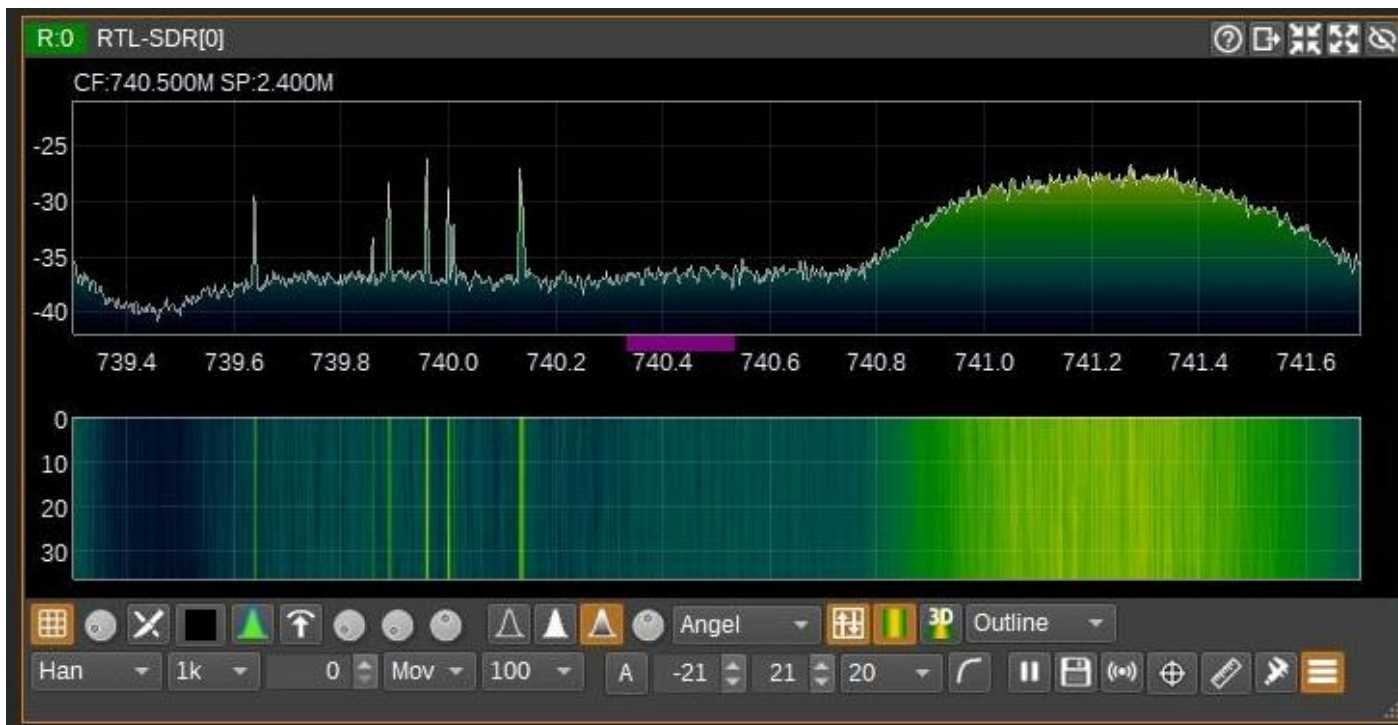 R:0 RTL-SDR[0]
CF:740.500M SP:2.400M
-25
-30
-35
-40
739.4 739.6 739.8 740.0 740.2 740.4 740.6 740.8 741.0 741.2 741.4 741.6
0
10
20
30
Angel 3D Outline
Han 1k 0 Mov 100 A -21 21 20